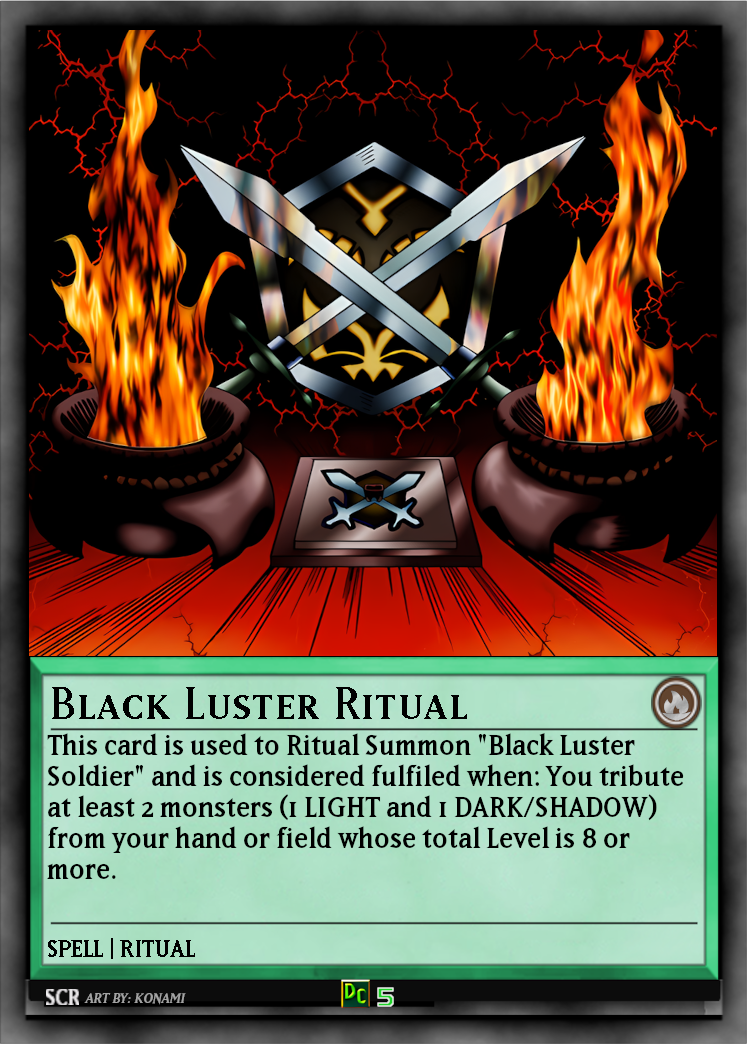 Black Luster Ritual
This card is used to Ritual Summon "Black Luster
Soldier" and is considered fulfiled when: You tribute
at least 2 monsters (1 LIGHT and 1 DARK/SHADOW)
from your hand or field whose total Level is 8 or
more.
SPELL | RITUAL
SCR ART BY: KONAMI DC 5